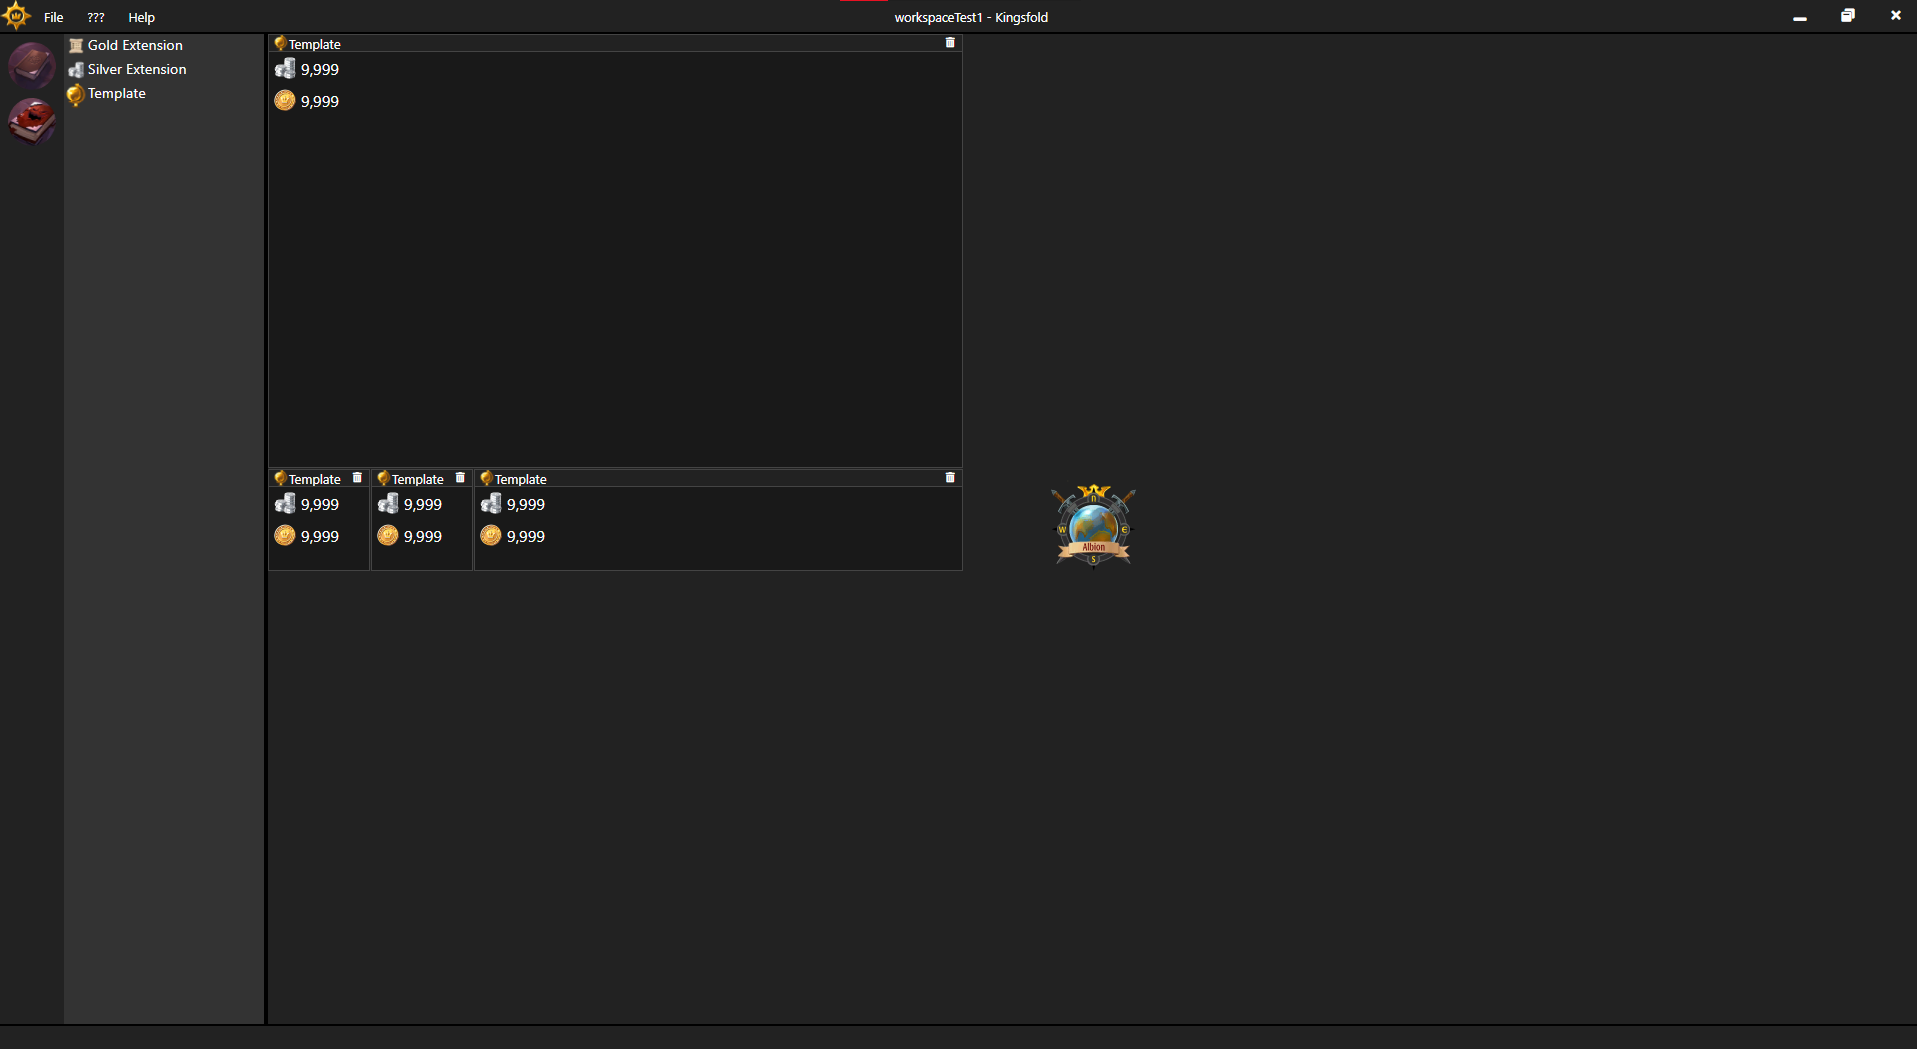 File ??? Help
workspaceTest1 - Kingsfold
Gold Extension
Silver Extension
Template
Template
9,999
9,999
Template
9,999
9,999
Template
9,999
9,999
Template
9,999
9,999
n
W
E
Albion
S